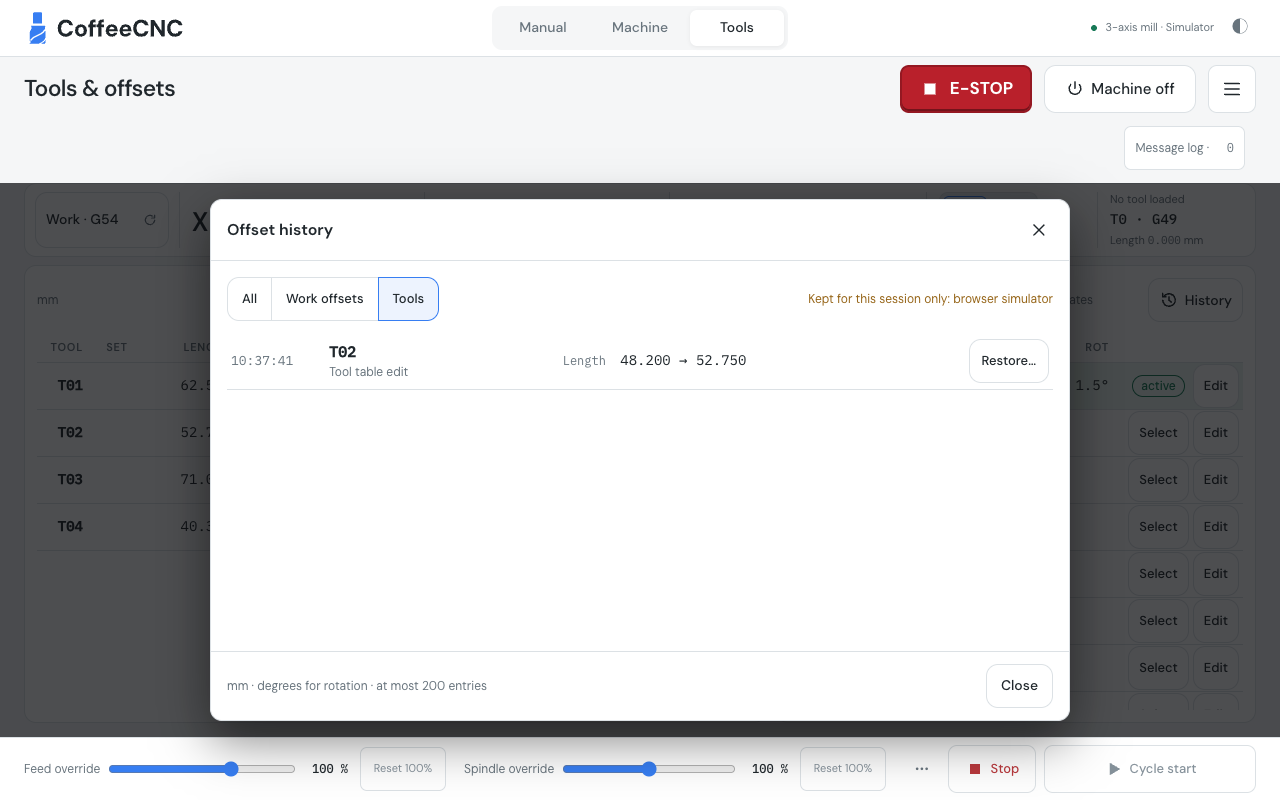 CoffeeCNC
Manual
Machine
Tools
3-axis mill · Simulator
Tools & offsets
E-STOP
Machine off
Message log · 0
Work · G54
X
No tool loaded
T0 · G49
Length 0.000 mm
Offset history
mm
History
All
Work offsets
Tools
Kept for this session only: browser simulator
TOOL SET
ROT
10:37:41
T02
Tool table edit
Length 48.200 → 52.750
Restore…
T01
1.5°
active
Edit
T02
Select
Edit
T03
Select
Edit
T04
Select
Edit
Select
Edit
Select
Edit
Select
Edit
mm · degrees for rotation · at most 200 entries
Close
Feed override
100 %
Reset 100%
Spindle override
100 %
Reset 100%
···
Stop
Cycle start